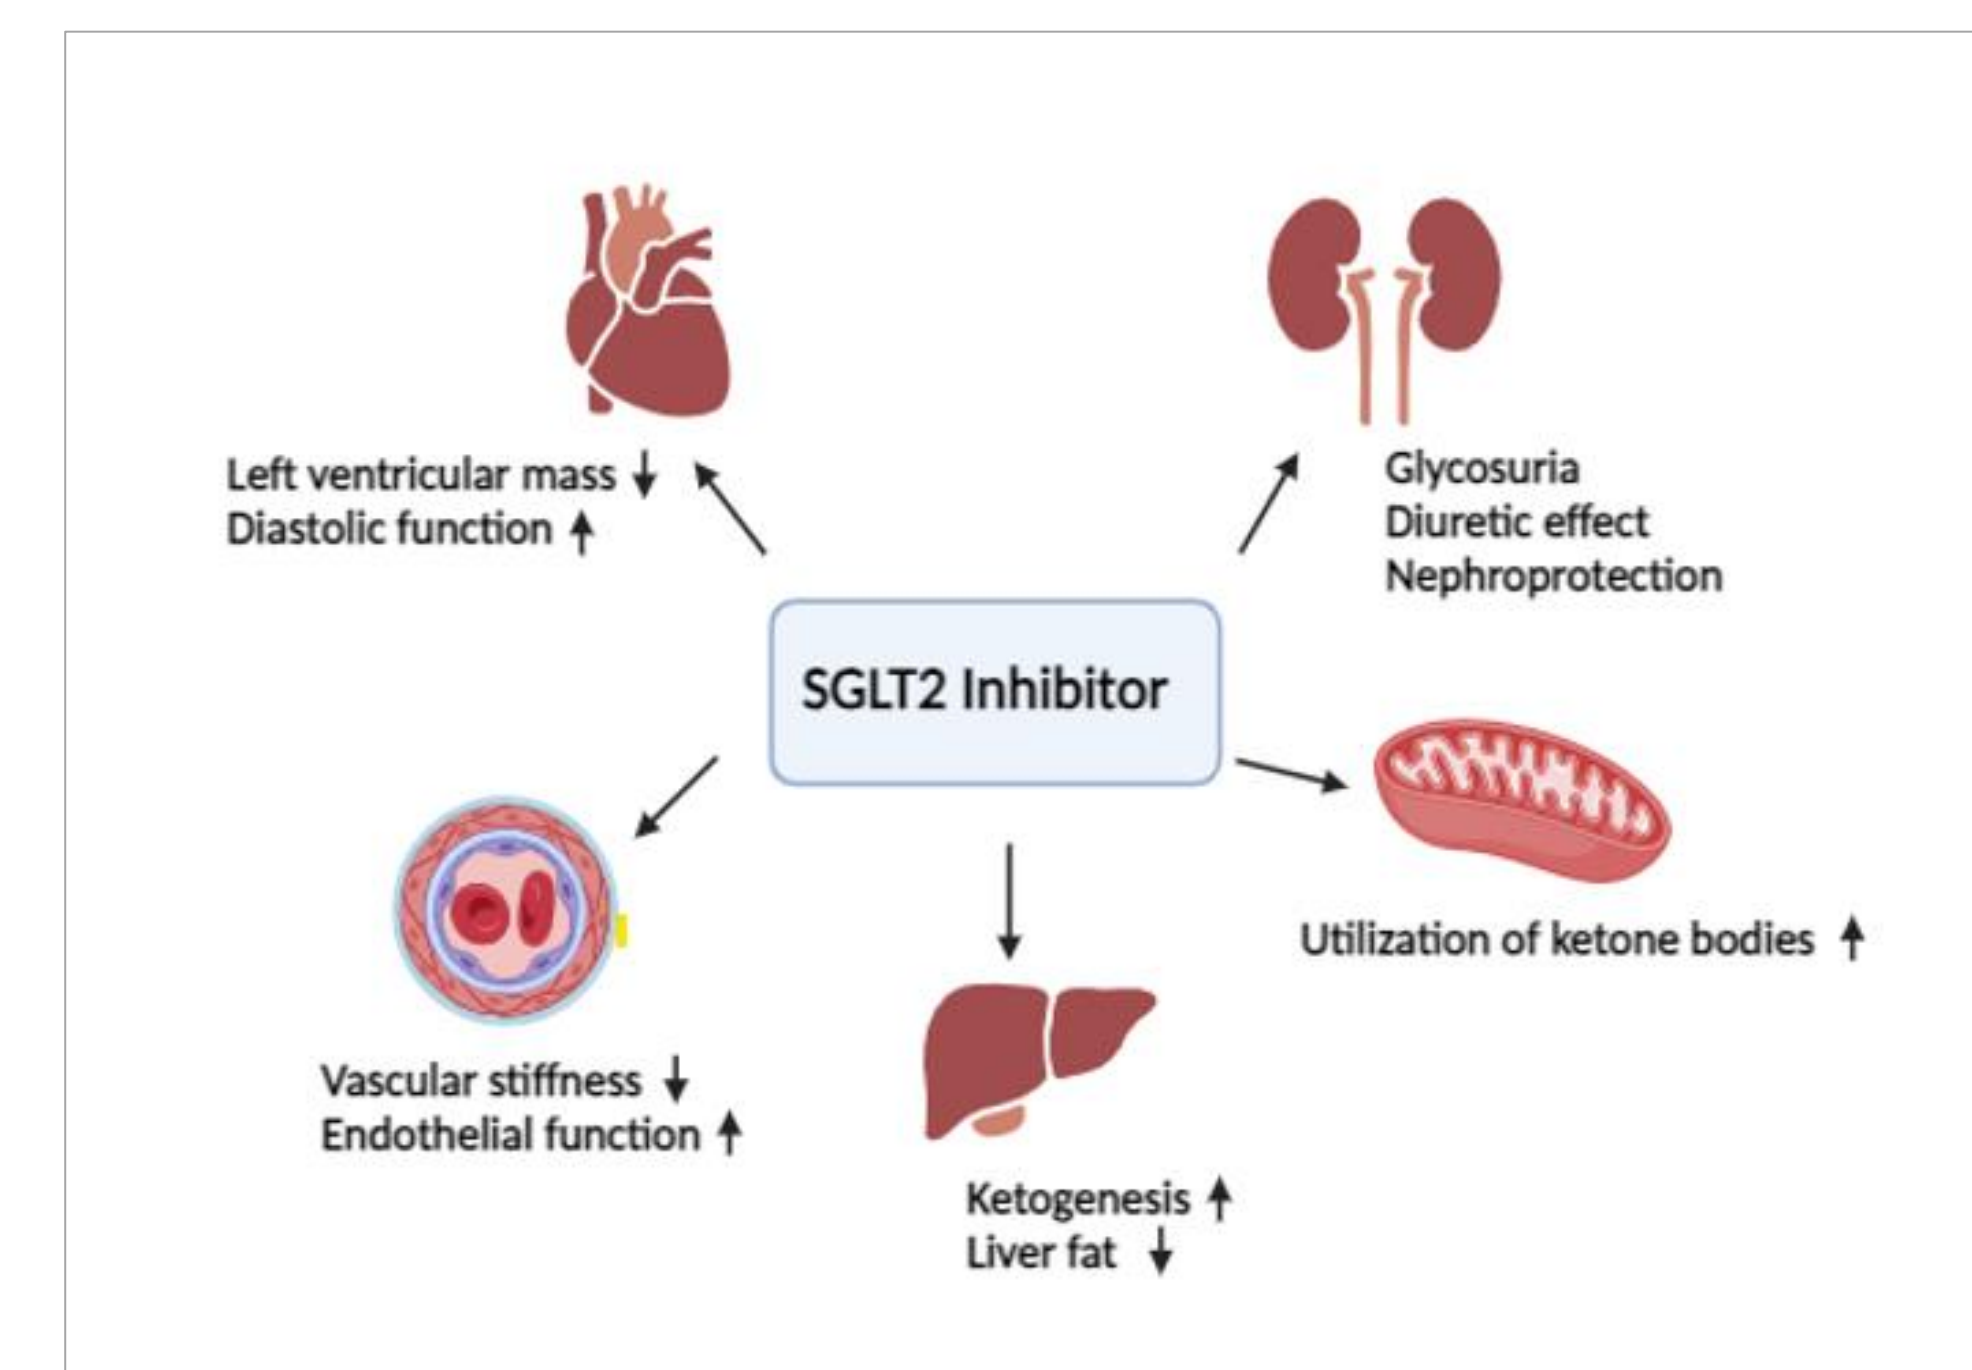 Left ventricular mass ↓
Diastolic function ↑
Glycosuria
Diuretic effect
Nephroprotection
SGLT2 Inhibitor
Utilization of ketone bodies ↑
Vascular stiffness ↓
Endothelial function ↑
Ketogenesis ↑
Liver fat ↓